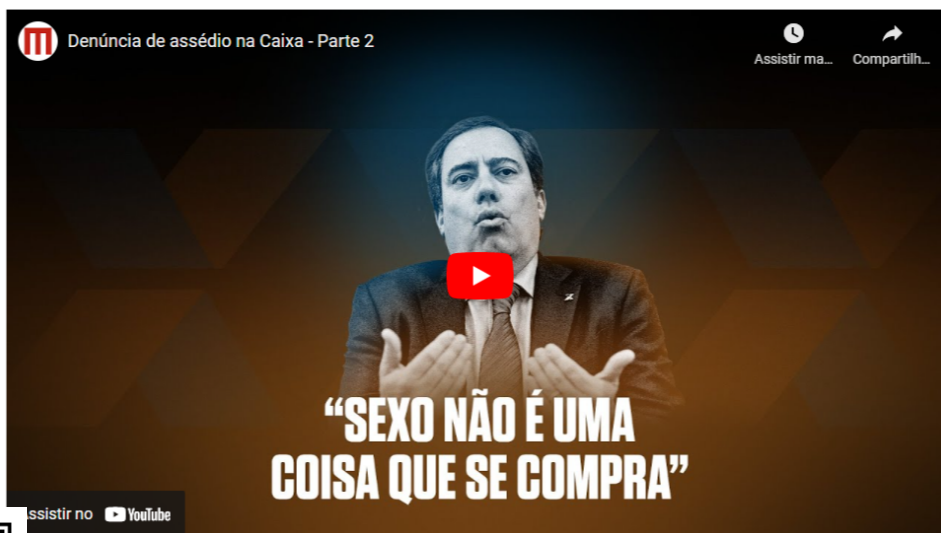 Denúncia de assédio na Caixa - Parte 2
Assistir ma... Compartilh...
“SEXO NÃO É UMA
COISA QUE SE COMPRA”
ssistir no YouTube